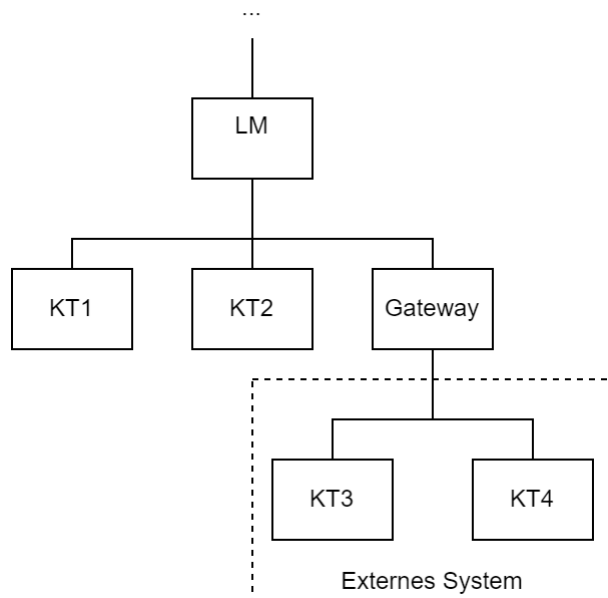 ...
LM
KT1
KT2
Gateway
KT3
KT4
Externes System